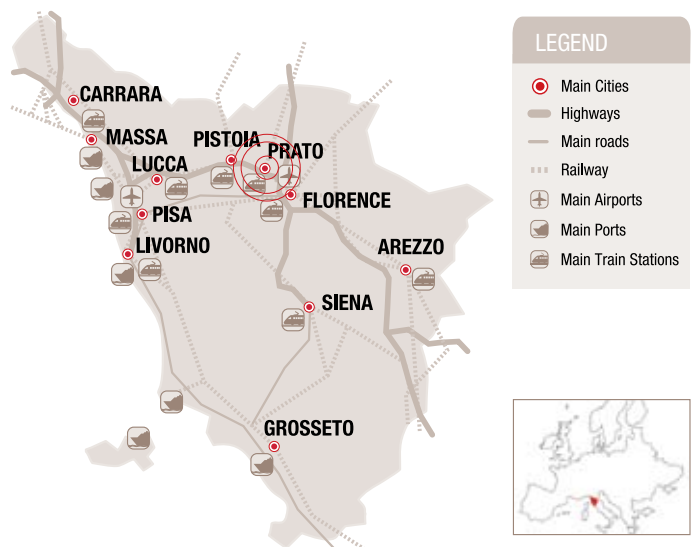 CARRARA
MASSA
PISTOIA
PRATO
LUCCA
FLORENCE
PISA
LIVORNO
AREZZO
SIENA
GROSSETO
LEGEND
Main Cities
Highways
Main roads
Railway
Main Airports
Main Ports
Main Train Stations